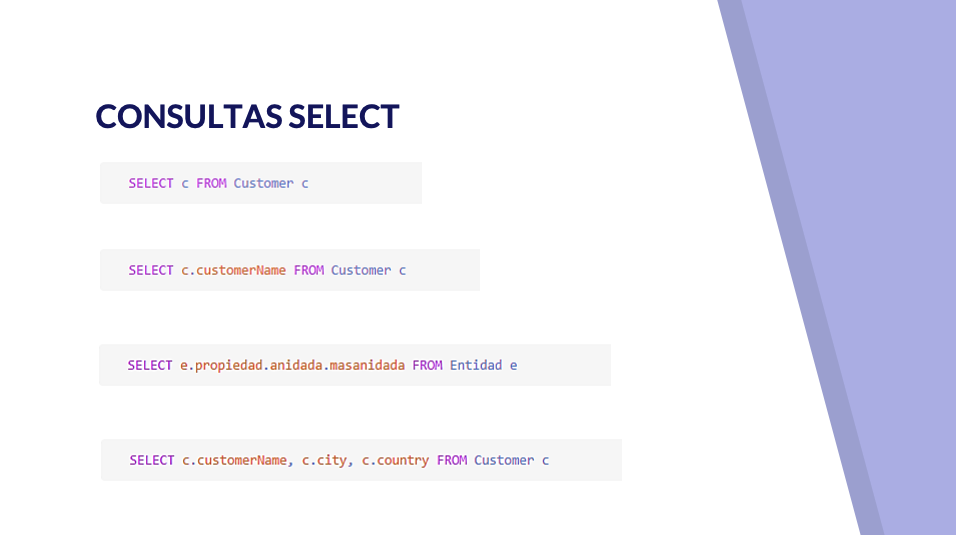 CONSULTAS SELECT
SELECT c FROM Customer c
SELECT c.customerName FROM Customer c
SELECT e.propiedad.anidada.masanidada FROM Entidad e
SELECT c.customerName, c.city, c.country FROM Customer c